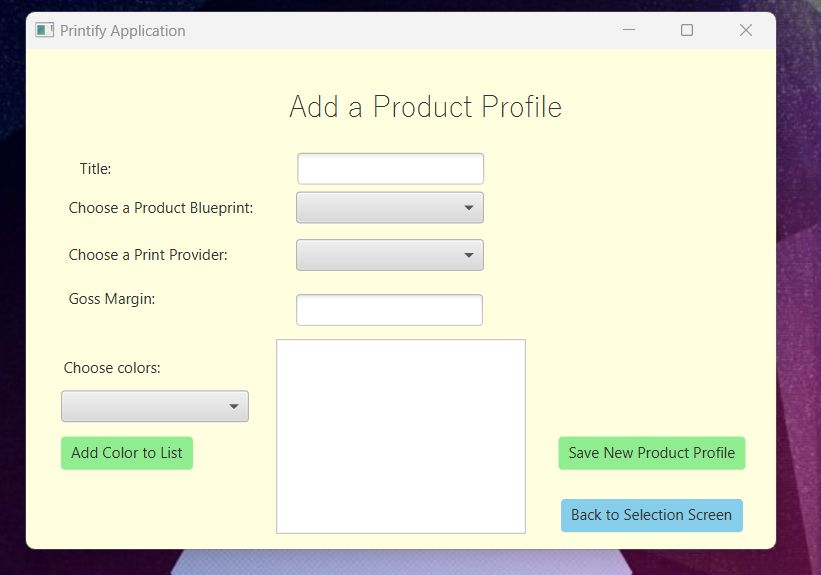 Printify Application
Add a Product Profile
Title:
Choose a Product Blueprint:
Choose a Print Provider:
Goss Margin:
Choose colors:
Add Color to List
Save New Product Profile
Back to Selection Screen